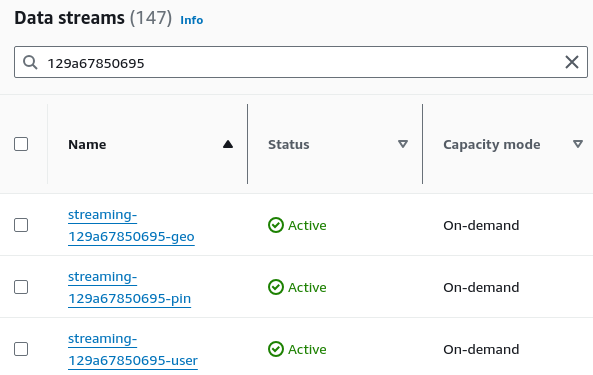 Data streams (147) Info
129a67850695
Name Status Capacity mode
streaming-
129a67850695-geo Active On-demand
streaming-
129a67850695-pin Active On-demand
streaming-
129a67850695-user Active On-demand